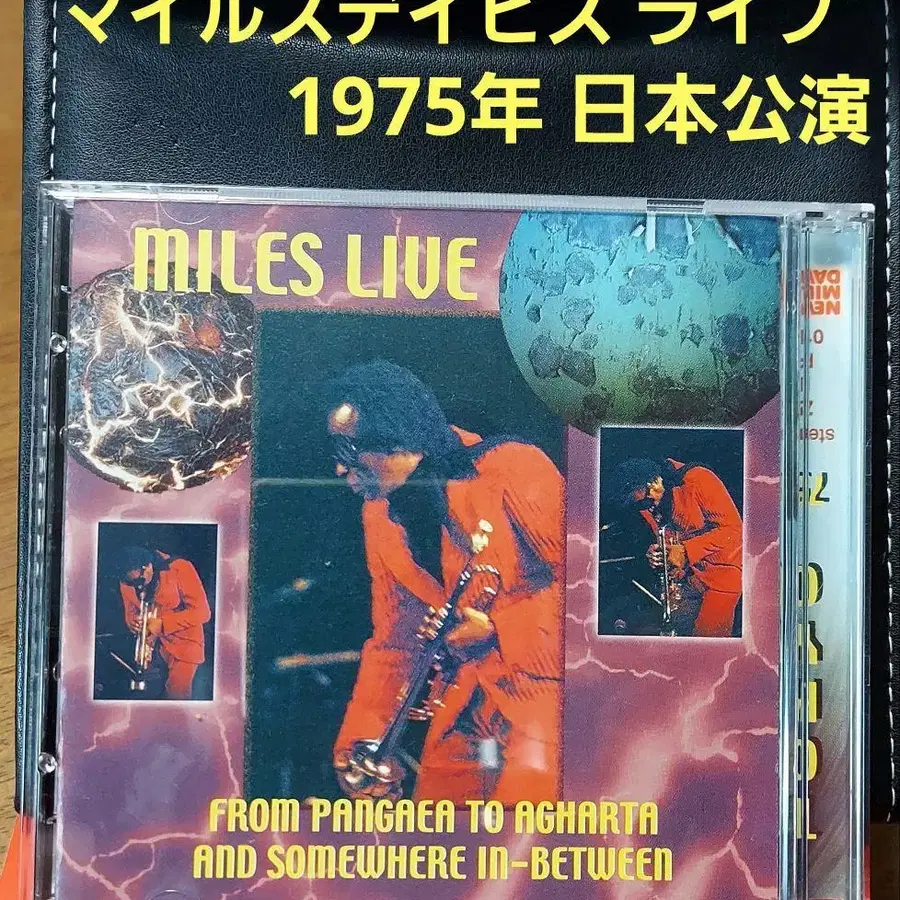 マイルスデイビス ライブ
1975年 日本公演
MILES LIVE
FROM PANGAEA TO AGHARTA
AND SOMEWHERE IN-BETWEEN
TOKYO